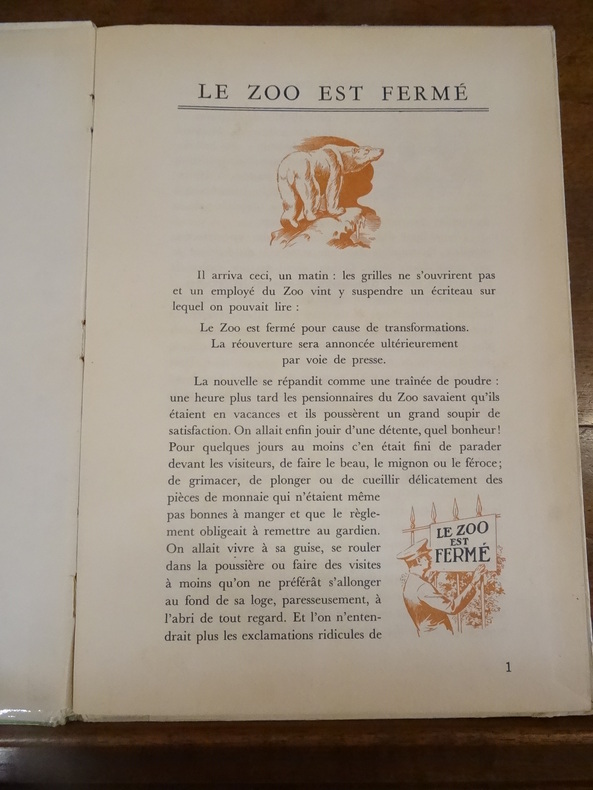 LE ZOO EST FERMÉ
Il arriva ceci, un matin : les grilles ne s'ouvrirent pas
et un employé du Zoo vint y suspendre un écriteau sur
lequel on pouvait lire :
Le Zoo est fermé pour cause de transformations.
La réouverture sera annoncée ultérieurement
par voie de presse.
La nouvelle se répandit comme une traînée de poudre :
une heure plus tard les pensionnaires du Zoo savaient qu'ils
étaient en vacances et ils poussèrent un grand soupir de
satisfaction. On allait enfin jouir d'une détente, quel bonheur!
Pour quelques jours au moins c'en était fini de parader
devant les visiteurs, de faire le beau, le mignon ou le féroce;
de grimacer, de plonger ou de cueillir délicatement des
pièces de monnaie qui n'étaient même
pas bonnes à manger et que le règle-
ment obligeait à remettre au gardien.
On allait vivre à sa guise, se rouler
dans la poussière ou faire des visites
à moins qu'on ne préférât s'allonger
au fond de sa loge, paresseusement, à
l'abri de tout regard. Et l'on n'enten-
drait plus les exclamations ridicules de
LE ZOO
EST
FERMÉ
1